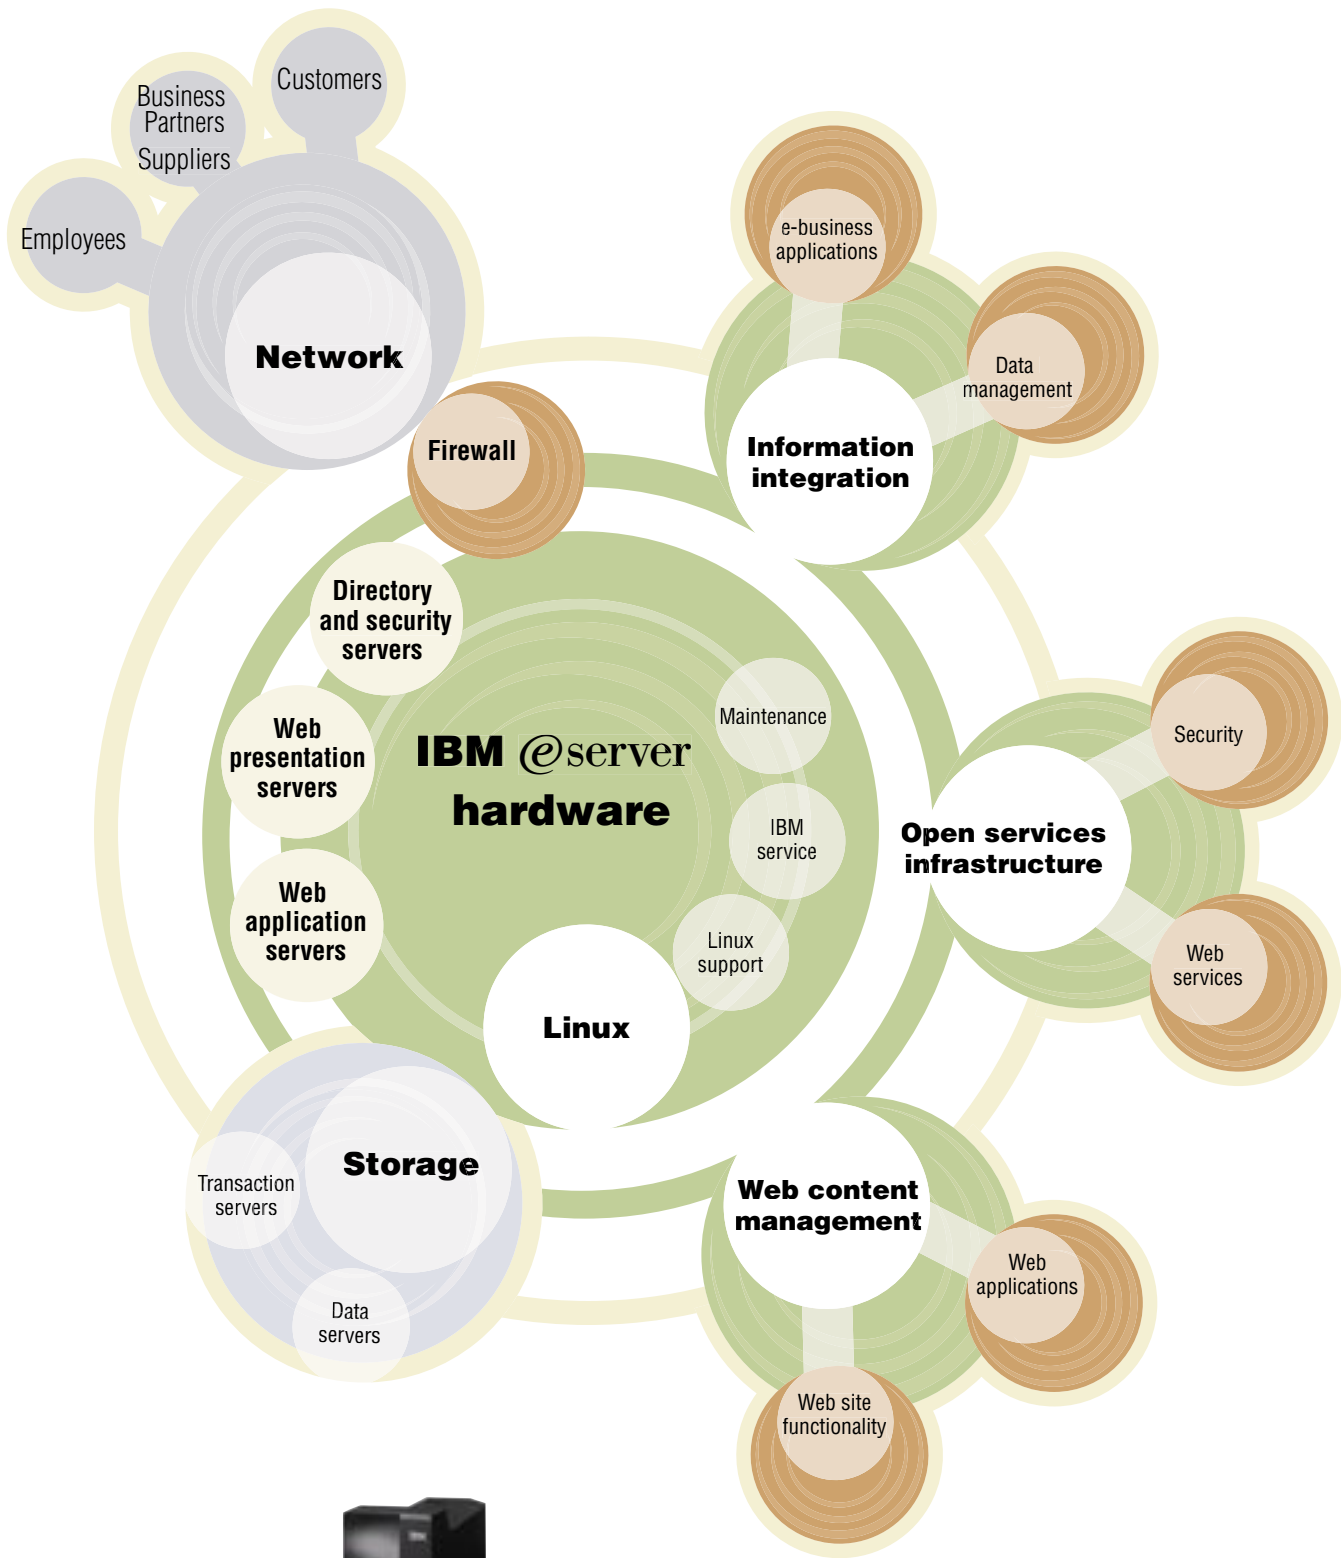 Customers
Business
Partners
Suppliers
Employees
Network
Firewall
e-business
applications
Data
management
Information
integration
Directory
and security
servers
Web
presentation
servers
Web
application
servers
IBM eserver
hardware
Maintenance
IBM
service
Linux
support
Linux
Security
Open services
infrastructure
Web
services
Storage
Transaction
servers
Data
servers
Web content
management
Web
applications
Web site
functionality